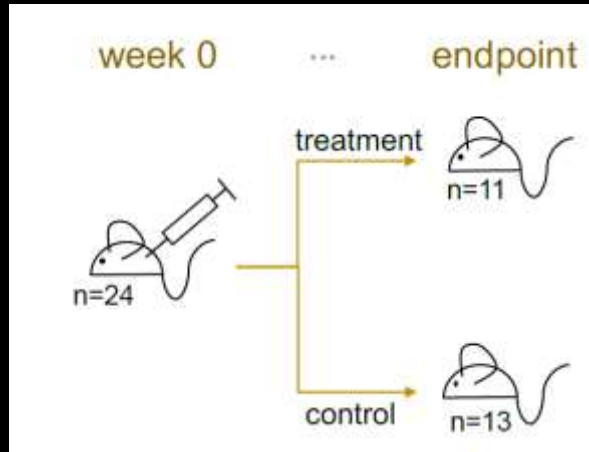 week 0 ... endpoint
treatment
n=11
n=24
control
n=13